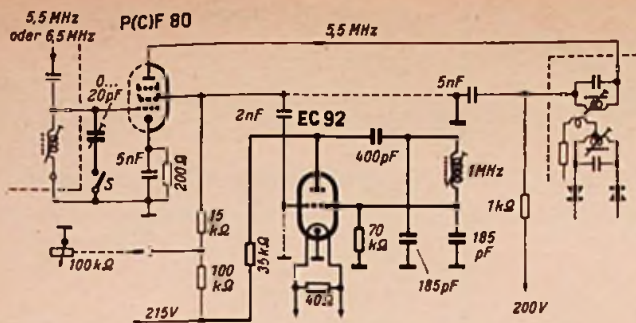 5,5 MHz
oder 6,5 MHz
P(C)F 80
5,5 MHz
0...
20pF
5nF
200Ω
S
2nF
EC 92
5nF
400pF
1MHz
15
kΩ
100
kΩ
100kΩ
35kΩ
70
kΩ
40Ω
185pF
185
pF
1kΩ
215V
200V